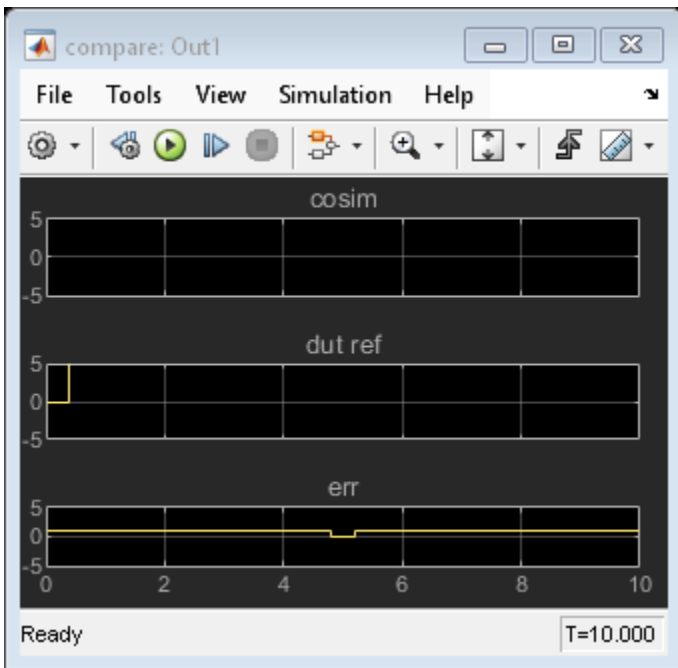 compare: Out1
File Tools View Simulation Help
cosim
5
0
-5
dut ref
5
0
-5
err
5
0
-5
0 2 4 6 8 10
Ready T=10.000